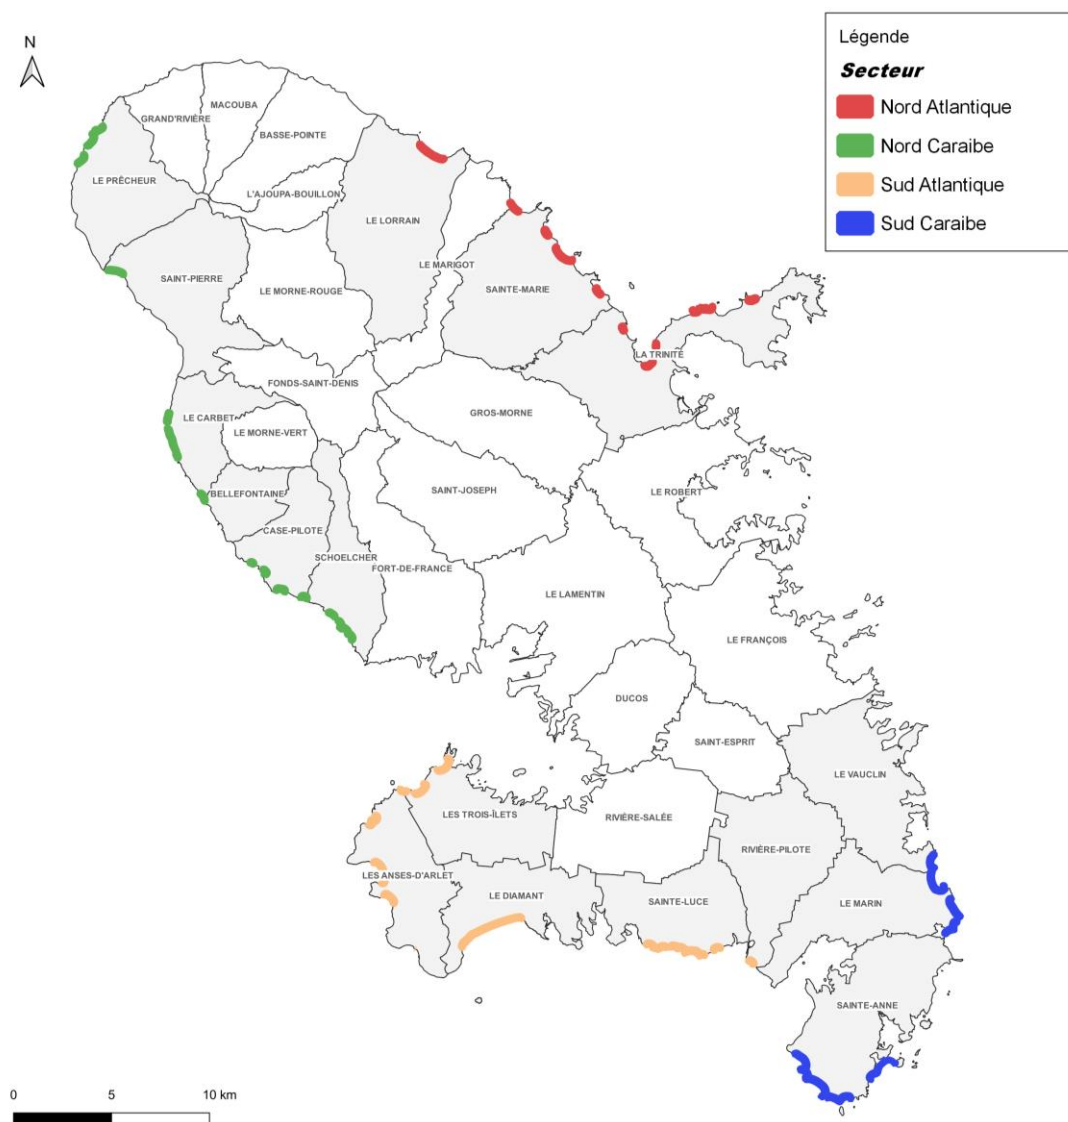 Légende
Secteur
Nord Atlantique
Nord Caraibe
Sud Atlantique
Sud Caraibe
N
MACOUBA
GRAND'RIVIÈRE
BASSE-POINTE
LE PRÊCHEUR
L'AJOUPA-BOUILLON
LE LORRAIN
LE MARIGOT
SAINT-PIERRE
LE MORNE-ROUGE
SAINTE-MARIE
LA TRINITÉ
FONDS-SAINT-DENIS
LE CARBET
LE MORNE-VERT
GROS-MORNE
BELLEFONTAINE
SAINT-JOSEPH
LE ROBERT
CASE-PILOTE
SCHOELCHER
FORT-DE-FRANCE
LE LAMENTIN
LE FRANÇOIS
DUCOS
SAINT-ESPRIT
LE VAUCLIN
LES TROIS-ÎLETS
RIVIÈRE-SALÉE
RIVIÈRE-PILOTE
LES ANSES-D'ARLET
LE DIAMANT
SAINTE-LUCE
LE MARIN
SAINTE-ANNE
0 5 10 km